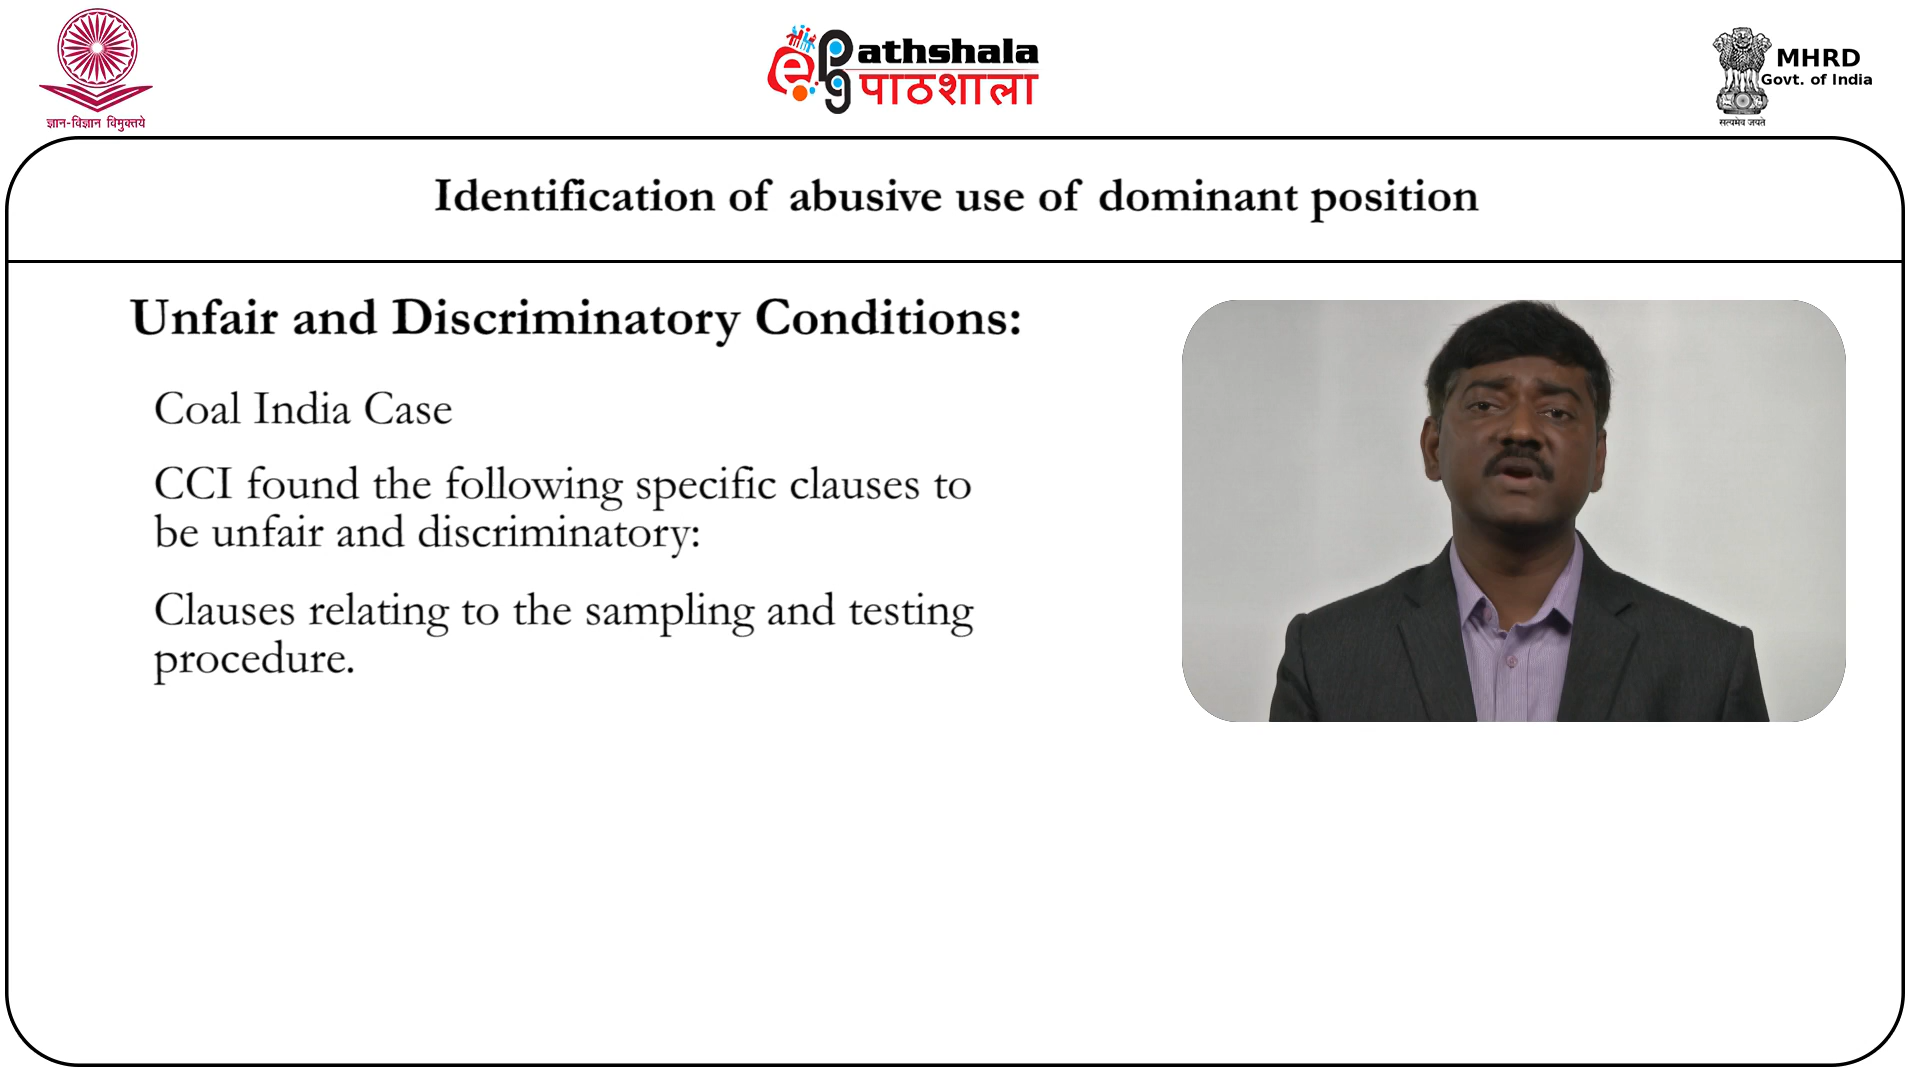 ज्ञान-विज्ञान विमुक्तये
e pg Pathshala
पाठशाला
MHRD
Govt. of India
सत्यमेव जयते
Identification of abusive use of dominant position
Unfair and Discriminatory Conditions:
Coal India Case
CCI found the following specific clauses to
be unfair and discriminatory:
Clauses relating to the sampling and testing
procedure.